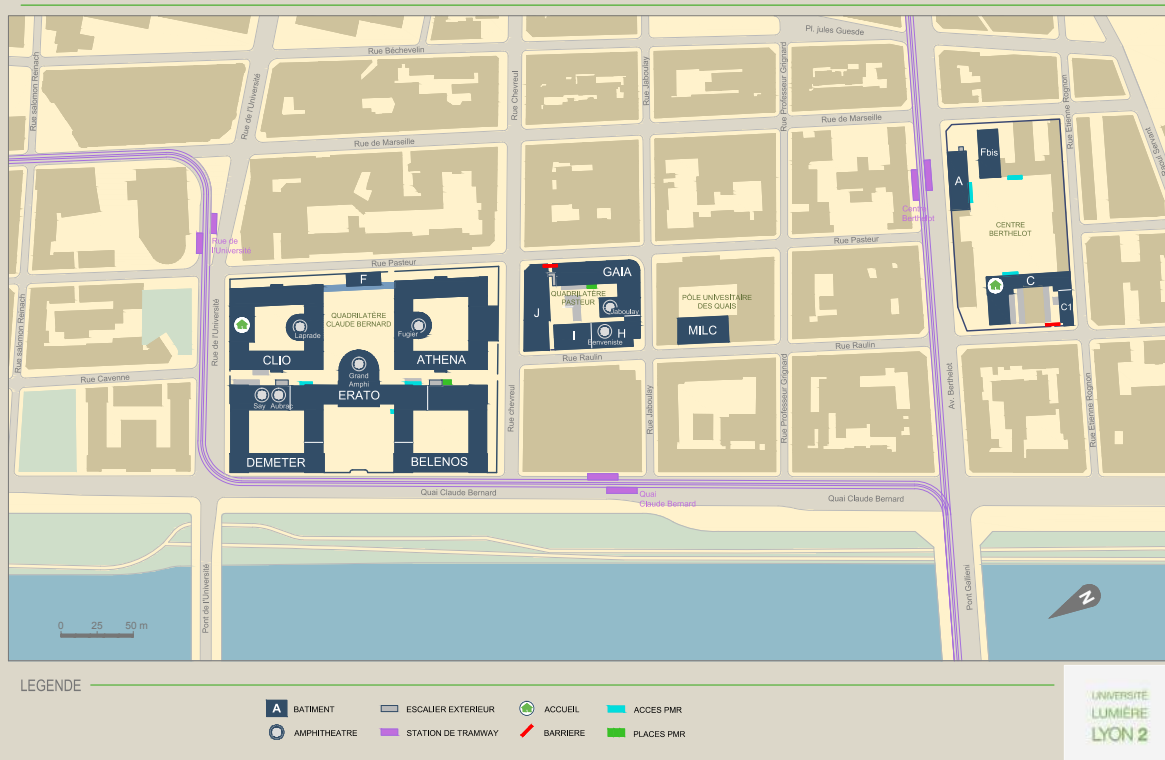 Pl. jules Guesde
Rue Béchevelin
Rue salomon Reinach
Rue de l'Université
Rue Chevreul
Rue Jaboulay
Rue Professeur Grignard
Rue Etienne Rognon
Rue de Marseille
Rue de Marseille
Fbis
A
Centre
Berthelot
CENTRE
BERTHELOT
Rue de
l'Université
Rue Pasteur
Rue Pasteur
F
GAIA
C
C1
QUADRILATÈRE
CLAUDE BERNARD
QUADRILATÈRE
PASTEUR
PÔLE UNIVESITAIRE
DES QUAIS
J
Jaboulay
Laprade
Fugier
I
H
Benveniste
MILC
Rue salomon Reinach
Rue de l'Université
CLIO
ATHENA
Rue Raulin
Rue Raulin
Grand
Amphi
ERATO
Rue Cavenne
Say
Aubrac
Rue chevreul
Rue Jaboulay
Rue Professeur Grignard
Av. Berthelot
Rue Etienne Rognon
DEMETER
BELENOS
Quai Claude Bernard
Quai
Claude Bernard
Quai Claude Bernard
Pont de l'Université
Pont Gallieni
N
0 25 50 m
LEGENDE
A BATIMENT
ESCALIER EXTERIEUR
ACCUEIL
ACCES PMR
AMPHITHEATRE
STATION DE TRAMWAY
BARRIERE
PLACES PMR
UNIVERSITÉ
LUMIÈRE
LYON 2